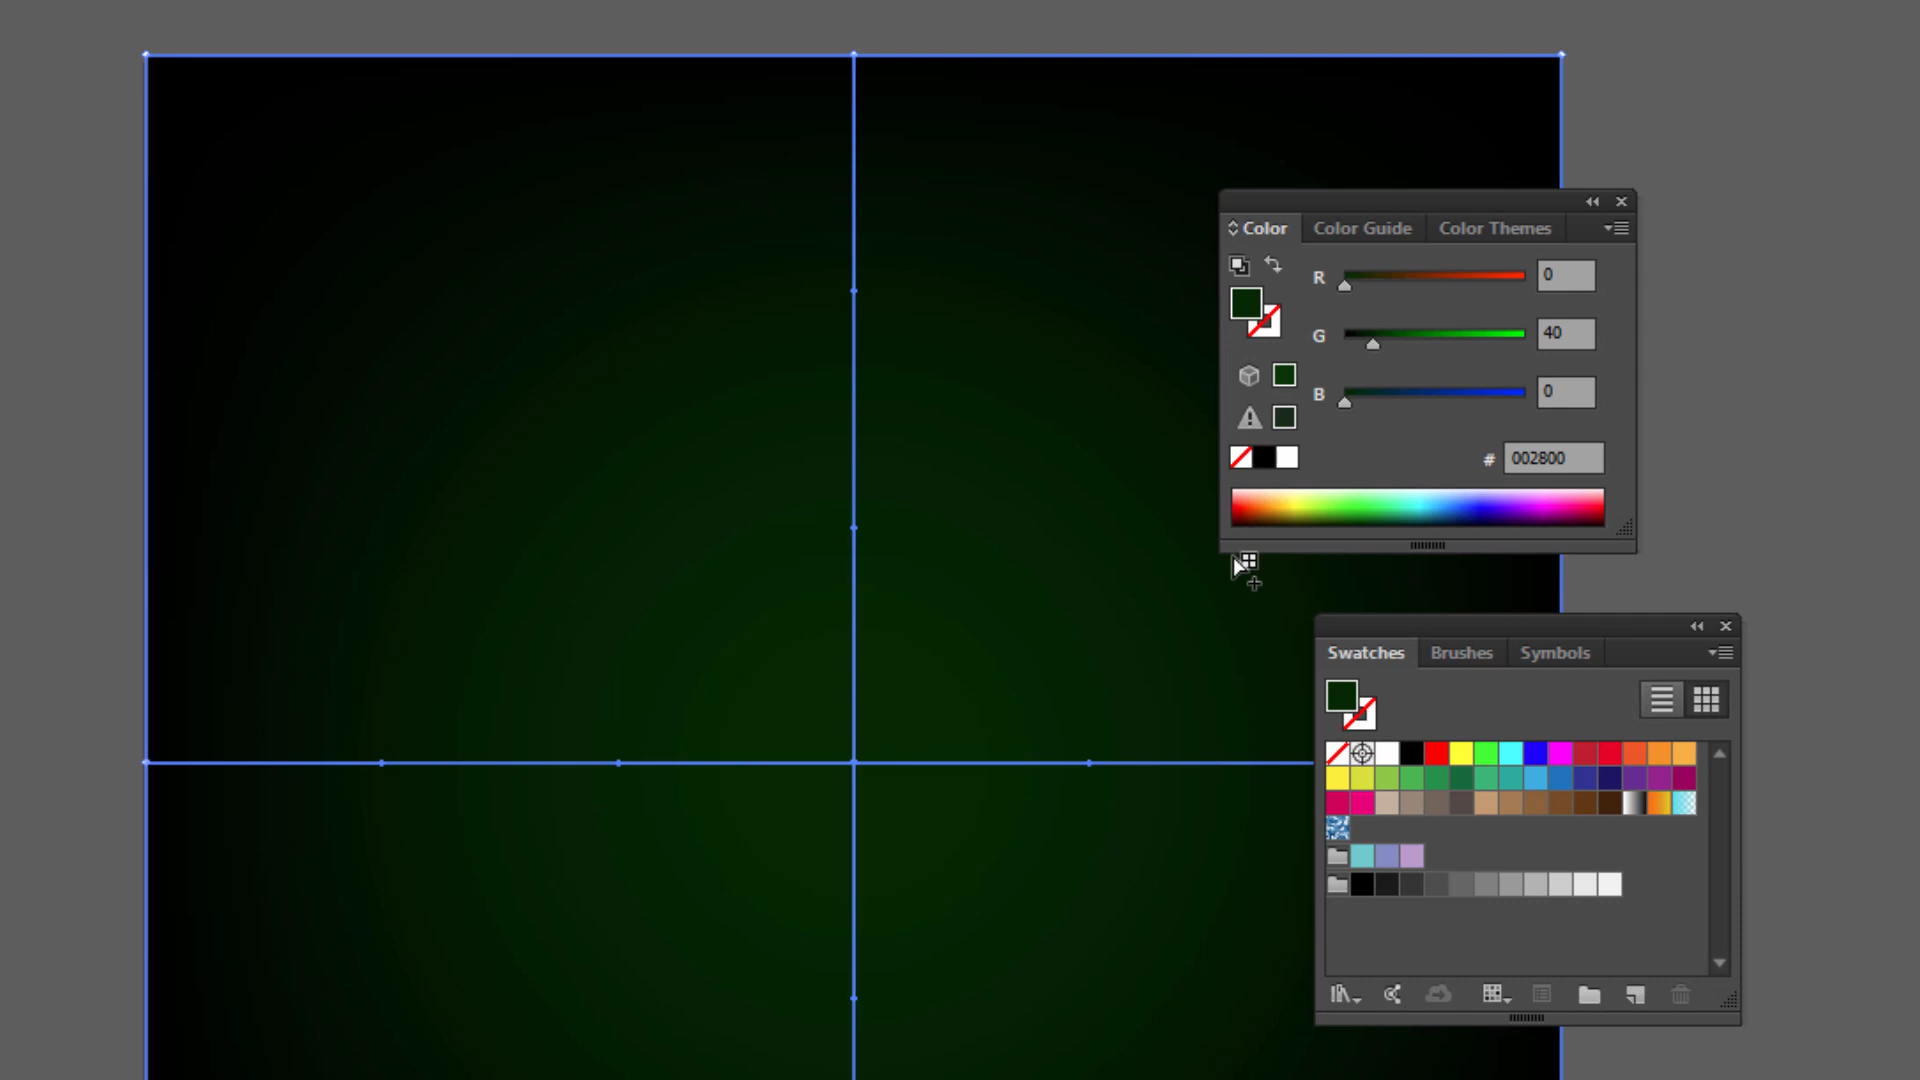 Color Color Guide Color Themes
R 0
G 40
B 0
# 002800
Swatches Brushes Symbols